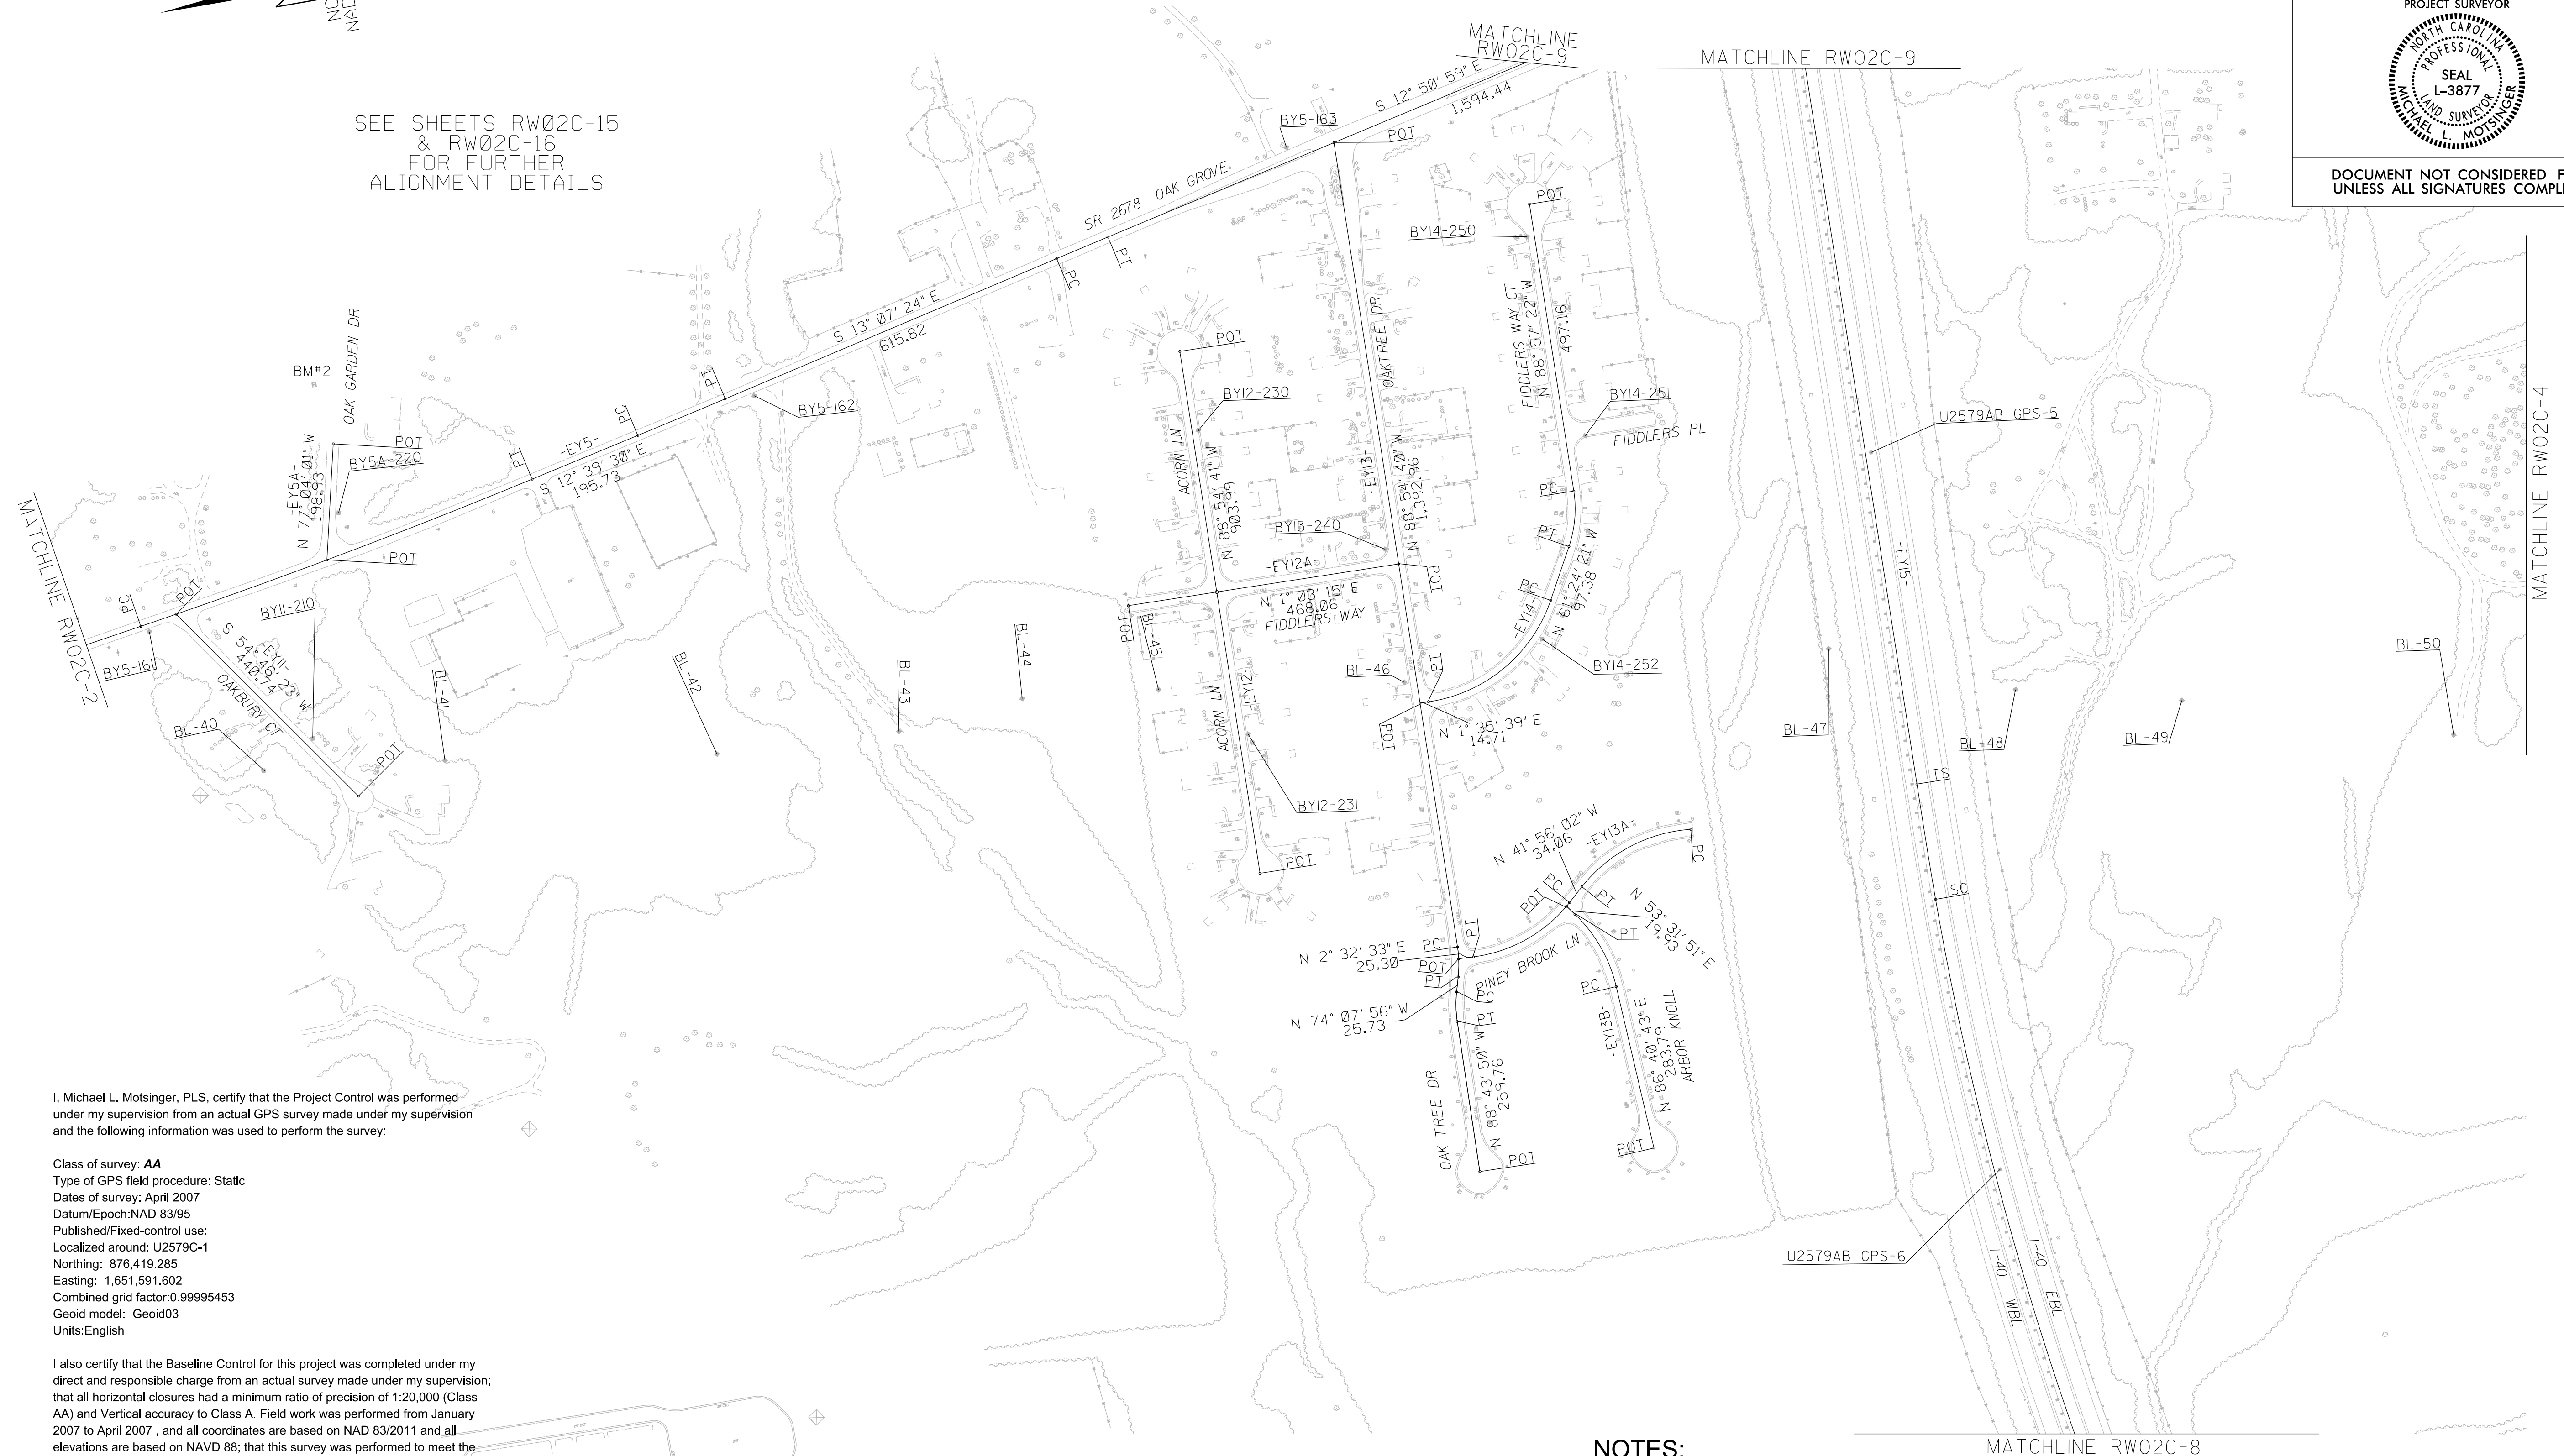 PROJECT SURVEYOR
NORTH CAROLINA
PROFESSIONAL
SEAL
L-3877
LAND SURVEYOR
MICHAEL L. MOTSINGER
DOCUMENT NOT CONSIDERED F
UNLESS ALL SIGNATURES COMPL
SEE SHEETS RW02C-15
& RW02C-16
FOR FURTHER
ALIGNMENT DETAILS
MATCHLINE
RW02C-9
MATCHLINE RW02C-9
S 12° 50' 59" E
1,594.44
BY5-163
POT
SR 2678 OAK GROVE
PT
PC
S 13° 07' 24" E
615.82
BY14-250
POT
FIDDLERS WAY CT
N 88° 57' 22" W
497.16
OAKTREE DR
BY14-251
FIDDLERS PL
U2579AB GPS-5
MATCHLINE RW02C-4
BM#2
OAK GARDEN DR
-EY5A-
N 77° 04' 01" W
198.93
POT
BY5A-220
POT
PT
-EY5-
S 12° 39' 30" E
195.73
PC
PT
BY5-162
POT
BY12-230
ACORN LN
N 88° 54' 41" W
903.99
BY13-240
-EY13-
N 88° 54' 40" W
1,392.96
PC
PT
-EY12A-
N 1° 03' 15" E
468.06
FIDDLERS WAY
POT
PC
-EY14-
N 61° 24' 21" W
97.38
BY14-252
-EY15-
MATCHLINE RW02C-2
PC
POT
BY5-161
BY11-210
-EY11-
S 54° 46' 23" W
440.74
OAKBURY CT
BL-40
POT
BL-41
BL-42
BL-43
BL-44
POT
BL-45
BL-46
PT
POT
N 1° 35' 39" E
14.71
ACORN LN
-EY12-
BY12-231
POT
BL-47
BL-48
BL-49
BL-50
TS
SC
N 41° 56' 02" W
34.06
-EY13A-
PC
PC
POT
PT
N 53° 31' 51" E
19.93
PT
PT
N 2° 32' 33" E
25.30
PC
POT
PT
PINEY BROOK LN
PC
PC
PT
N 74° 07' 56" W
25.73
-EY13B-
N 86° 40' 43" E
283.79
ARBOR KNOLL
OAK TREE DR
N 88° 43' 50" W
259.76
POT
POT
U2579AB GPS-6
I-40
WBL
I-40
EBL
I, Michael L. Motsinger, PLS, certify that the Project Control was performed
under my supervision from an actual GPS survey made under my supervision
and the following information was used to perform the survey:
Class of survey: AA
Type of GPS field procedure: Static
Dates of survey: April 2007
Datum/Epoch:NAD 83/95
Published/Fixed-control use:
Localized around: U2579C-1
Northing: 876,419.285
Easting: 1,651,591.602
Combined grid factor:0.99995453
Geoid model: Geoid03
Units:English
I also certify that the Baseline Control for this project was completed under my
direct and responsible charge from an actual survey made under my supervision;
that all horizontal closures had a minimum ratio of precision of 1:20,000 (Class
AA) and Vertical accuracy to Class A. Field work was performed from January
2007 to April 2007 , and all coordinates are based on NAD 83/2011 and all
elevations are based on NAVD 88; that this survey was performed to meet the
NOTES:
MATCHLINE RW02C-8